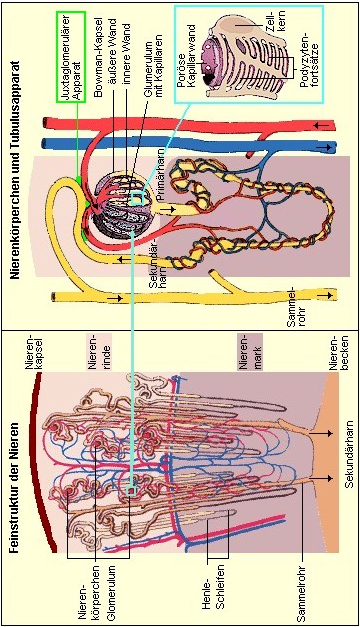 Feinstruktur der Nieren
Nieren-
kapsel
Nieren-
rinde
Nieren-
mark
Nieren-
becken
Nieren-
körperchen
Glomerulum
Henle-
Schleifen
Sammelrohr
Sekundärharn
Nierenkörperchen und Tubulusapparat
Juxtaglomerulärer
Apparat
Bowman-Kapsel
äußere Wand
innere Wand
Glumerulum
mit Kapillaren
Poröse
Kapillarwand
Zell-
kern
Podyzyten-
fortsätze
Primärharn
Sekundär-
harn
Sammel-
rohr